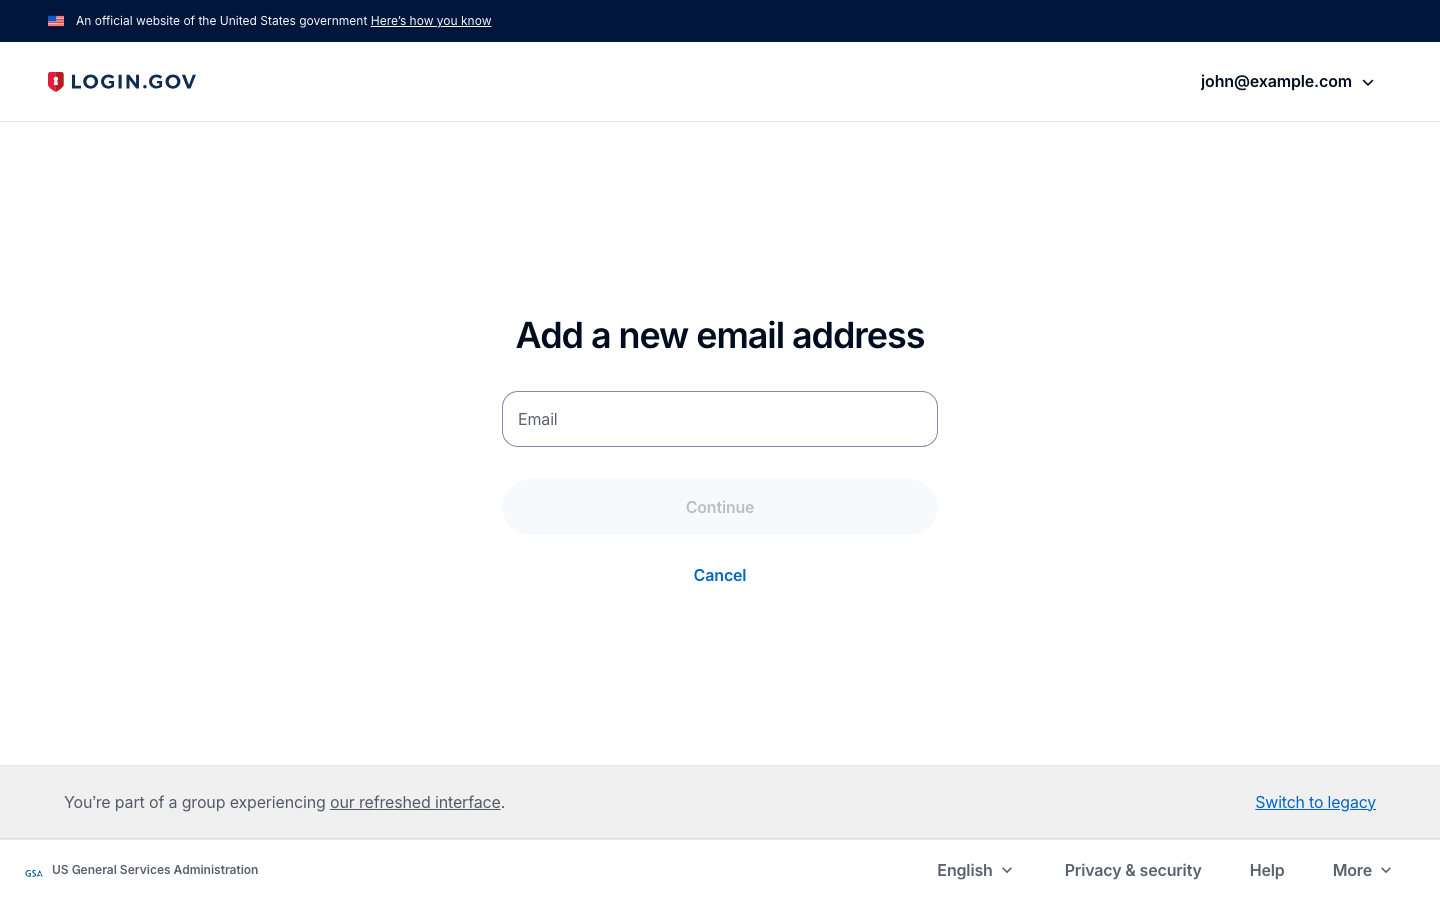 An official website of the United States government Here's how you know
LOGIN.GOV
john@example.com
Add a new email address
Email
Continue
Cancel
You're part of a group experiencing our refreshed interface.
Switch to legacy
GSA US General Services Administration
English
Privacy & security
Help
More